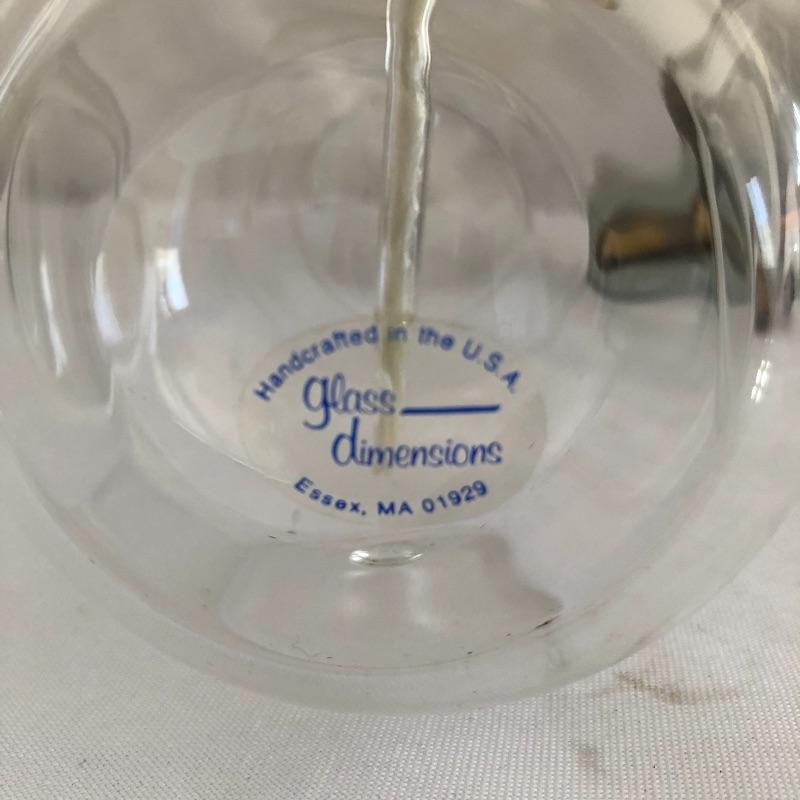 Handcrafted in the U.S.A.
glass
dimensions
Essex, MA 01929